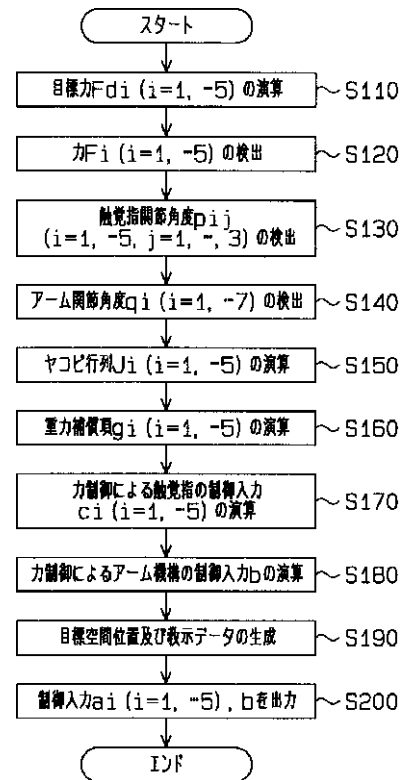 スタート
目標力Fdi (i=1, -5) の演算
S110
力Fi (i=1, -5) の検出
S120
触覚指関節角度pij
(i=1, -5, j=1, -, 3) の検出
S130
アーム関節角度qi (i=1, -7) の検出
S140
ヤコビ行列Ji (i=1, -5) の演算
S150
重力補償項gi (i=1, -5) の演算
S160
力制御による触覚指の制御入力
ci (i=1, -5) の演算
S170
力制御によるアーム機構の制御入力bの演算
S180
目標空間位置及び教示データの生成
S190
制御入力ai (i=1, -5), bを出力
S200
エンド